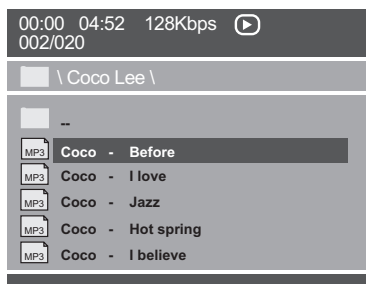 00:00 04:52 128Kbps
002/020
\ Coco Lee \
--
MP3 Coco - Before
MP3 Coco - I love
MP3 Coco - Jazz
MP3 Coco - Hot spring
MP3 Coco - I believe